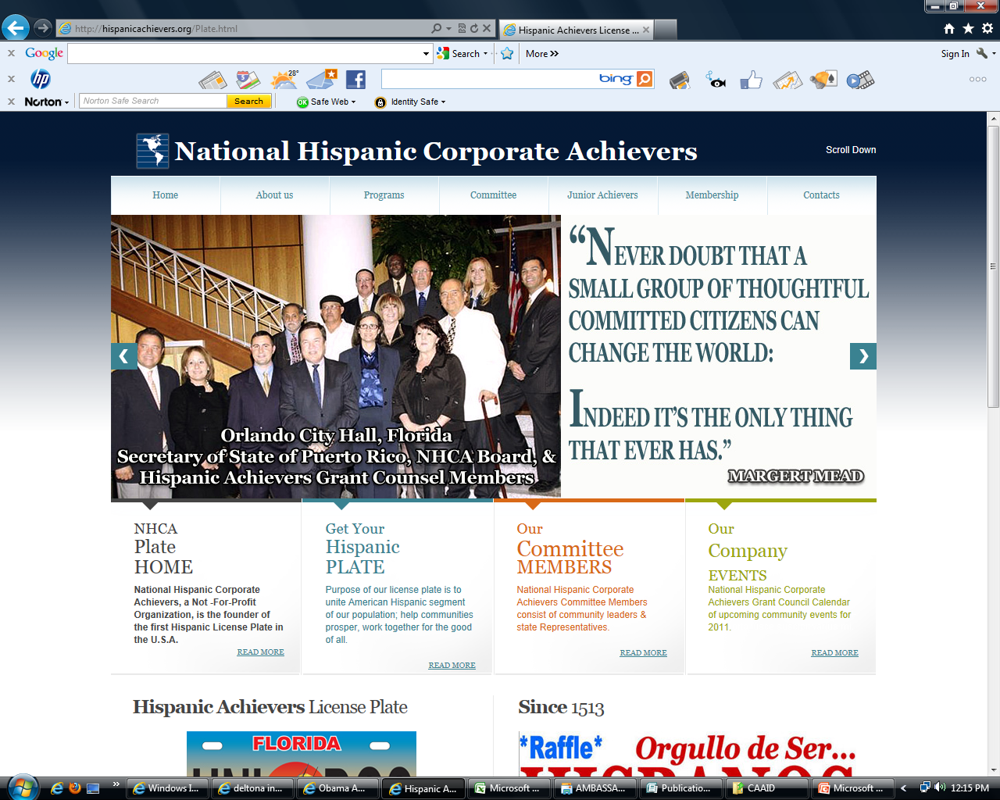 http://hispanicachievers.org/Plate.html
Hispanic Achievers License ...
Google
Search
More »
Sign In
hp
28°
bing
Norton
Norton Safe Search
Search
OK
Safe Web
Identity Safe
National Hispanic Corporate Achievers
Scroll Down
Home
About us
Programs
Committee
Junior Achievers
Membership
Contacts
“NEVER DOUBT THAT A
SMALL GROUP OF THOUGHTFUL
COMMITTED CITIZENS CAN
CHANGE THE WORLD:
INDEED IT’S THE ONLY THING
THAT EVER HAS.”
MARGERT MEAD
Orlando City Hall, Florida
Secretary of State of Puerto Rico, NHCA Board, &
Hispanic Achievers Grant Counsel Members
NHCA
Plate
HOME
National Hispanic Corporate
Achievers, a Not -For-Profit
Organization, is the founder of
the first Hispanic License Plate in
the U.S.A.
READ MORE
Get Your
Hispanic
PLATE
Purpose of our license plate is to
unite American Hispanic segment
of our population; help communities
prosper, work together for the good
of all.
READ MORE
Our
Committee
MEMBERS
National Hispanic Corporate
Achievers Committee Members
consist of community leaders &
state Representatives.
READ MORE
Our
Company
EVENTS
National Hispanic Corporate
Achievers Grant Council Calendar
of upcoming community events for
2011.
READ MORE
Hispanic Achievers License Plate
FLORIDA
Since 1513
*Raffle*
Orgullo de Ser...
HISPANOS
Windows I...
deltona in...
Obama A...
Hispanic A...
Microsoft ...
AMBASSA...
Publicatio...
CAAID
Microsoft ...
12:15 PM